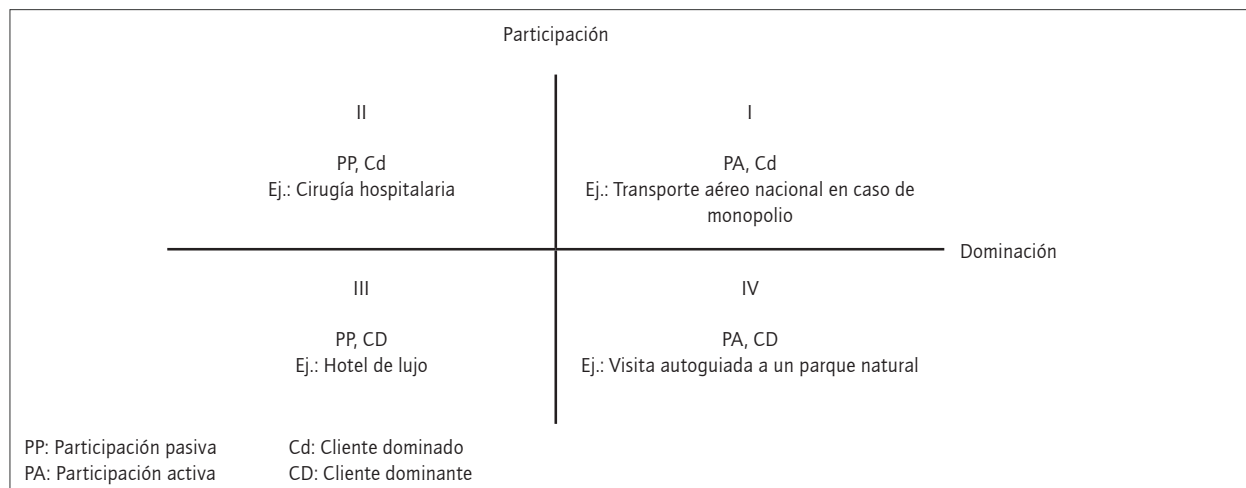 Participación
II
I
PP, Cd
Ej.: Cirugía hospitalaria
PA, Cd
Ej.: Transporte aéreo nacional en caso de
monopolio
Dominación
III
IV
PP, CD
Ej.: Hotel de lujo
PA, CD
Ej.: Visita autoguiada a un parque natural
PP: Participación pasiva
Cd: Cliente dominado
PA: Participación activa
CD: Cliente dominante